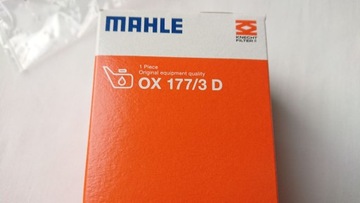 MAHLE
KNECHT
FILTER
1 Piece
Original equipment quality
OX 177/3 D